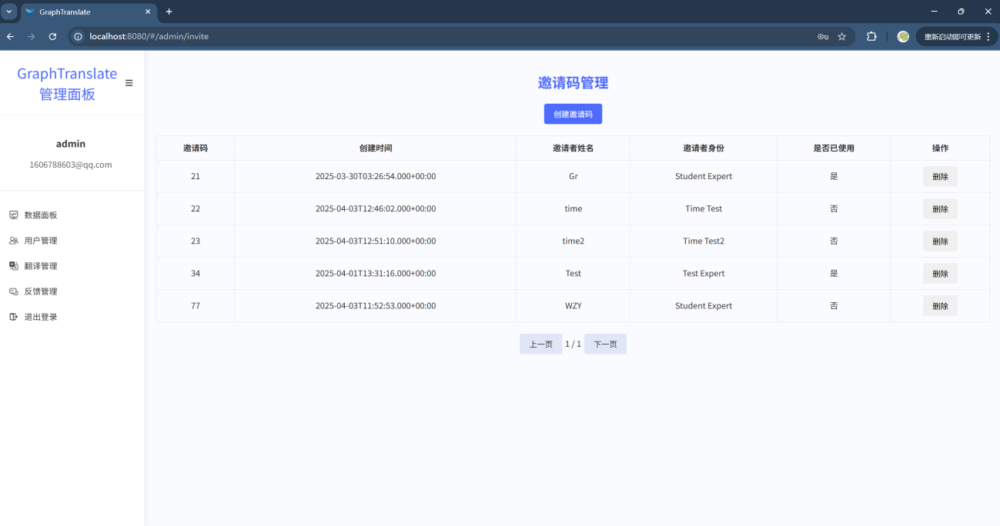 GraphTranslate
localhost:8080/#/admin/invite
重新启动即可更新
GraphTranslate
管理面板
admin
1606788603@qq.com
数据面板
用户管理
翻译管理
反馈管理
退出登录
邀请码管理
创建邀请码
邀请码 创建时间 邀请者姓名 邀请者身份 是否已使用 操作
21 2025-03-30T03:26:54.000+00:00 Gr Student Expert 是 删除
22 2025-04-03T12:46:02.000+00:00 time Time Test 否 删除
23 2025-04-03T12:51:10.000+00:00 time2 Time Test2 否 删除
34 2025-04-01T13:31:16.000+00:00 Test Test Expert 是 删除
77 2025-04-03T11:52:53.000+00:00 WZY Student Expert 否 删除
上一页 1 / 1 下一页